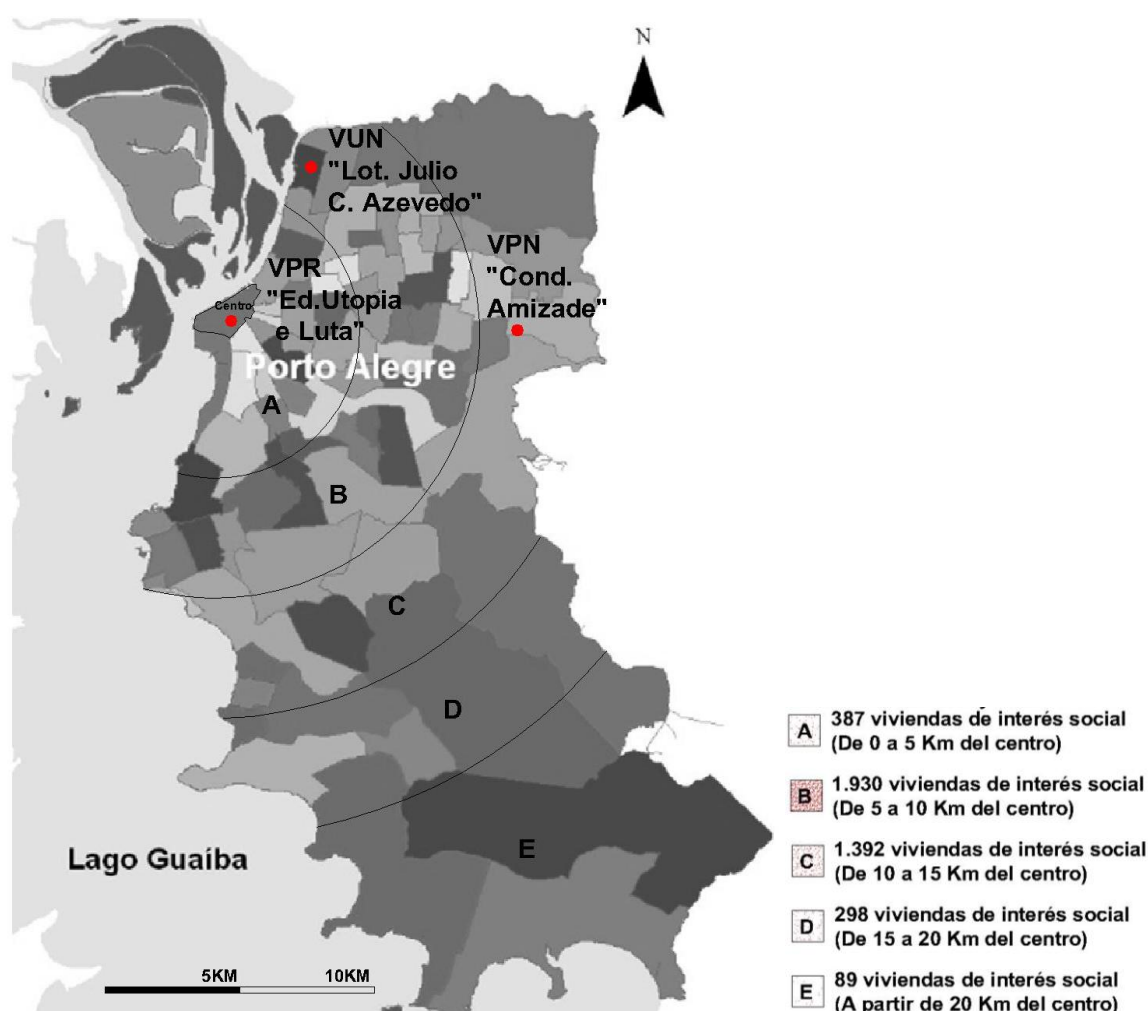 N
VUN
"Lot. Julio
C. Azevedo"
VPN
"Cond.
Amizade"
VPR
"Ed.Utopia
e Luta"
Centro
Porto Alegre
A
B
C
D
E
Lago Guaíba
5KM
10KM
A
387 viviendas de interés social
(De 0 a 5 Km del centro)
B
1.930 viviendas de interés social
(De 5 a 10 Km del centro)
C
1.392 viviendas de interés social
(De 10 a 15 Km del centro)
D
298 viviendas de interés social
(De 15 a 20 Km del centro)
E
89 viviendas de interés social
(A partir de 20 Km del centro)